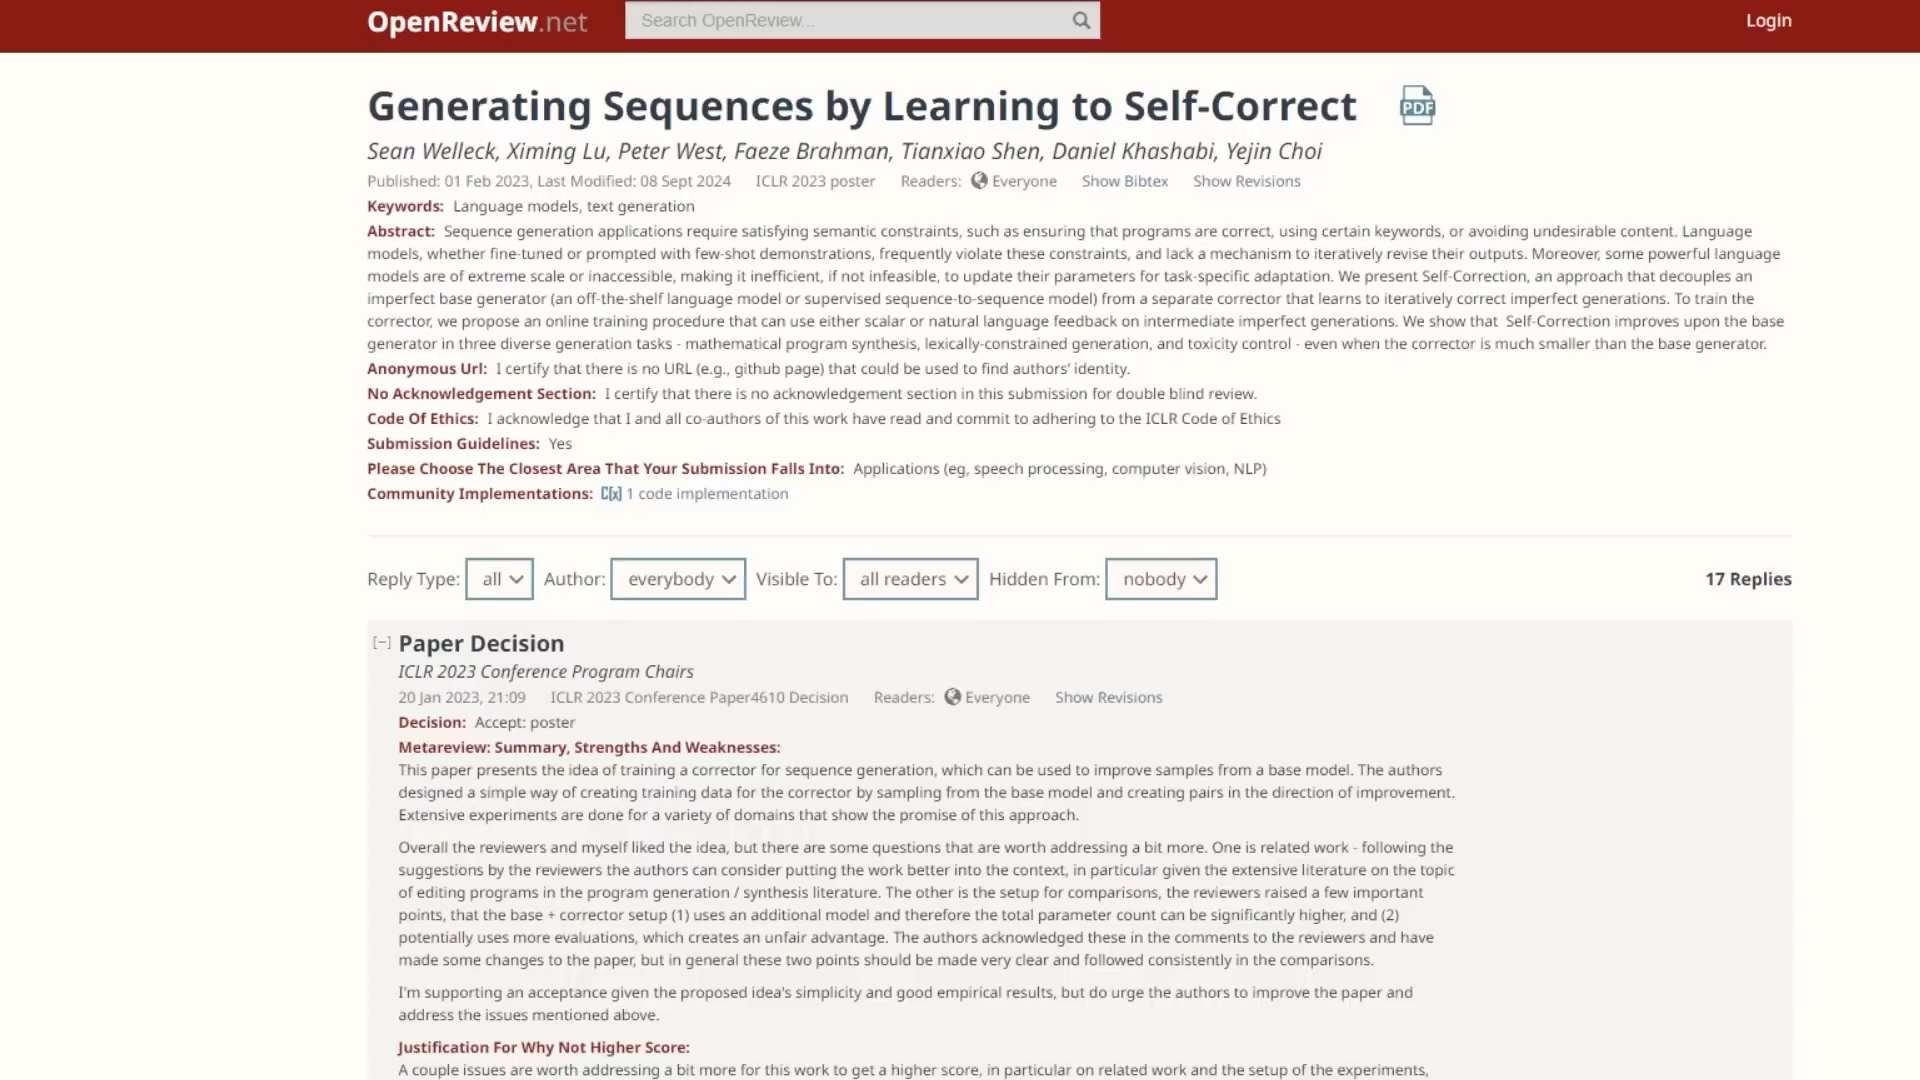 OpenReview.net
Search OpenReview...
Login
Generating Sequences by Learning to Self-Correct
PDF
Sean Welleck, Ximing Lu, Peter West, Faeze Brahman, Tianxiao Shen, Daniel Khashabi, Yejin Choi
Published: 01 Feb 2023, Last Modified: 08 Sept 2024 ICLR 2023 poster Readers: Everyone Show Bibtex Show Revisions
Keywords: Language models, text generation
Abstract: Sequence generation applications require satisfying semantic constraints, such as ensuring that programs are correct, using certain keywords, or avoiding undesirable content. Language
models, whether fine-tuned or prompted with few-shot demonstrations, frequently violate these constraints, and lack a mechanism to iteratively revise their outputs. Moreover, some powerful language
models are of extreme scale or inaccessible, making it inefficient, if not infeasible, to update their parameters for task-specific adaptation. We present Self-Correction, an approach that decouples an
imperfect base generator (an off-the-shelf language model or supervised sequence-to-sequence model) from a separate corrector that learns to iteratively correct imperfect generations. To train the
corrector, we propose an online training procedure that can use either scalar or natural language feedback on intermediate imperfect generations. We show that Self-Correction improves upon the base
generator in three diverse generation tasks - mathematical program synthesis, lexically-constrained generation, and toxicity control - even when the corrector is much smaller than the base generator.
Anonymous Url: I certify that there is no URL (e.g., github page) that could be used to find authors' identity.
No Acknowledgement Section: I certify that there is no acknowledgement section in this submission for double blind review.
Code Of Ethics: I acknowledge that I and all co-authors of this work have read and commit to adhering to the ICLR Code of Ethics
Submission Guidelines: Yes
Please Choose The Closest Area That Your Submission Falls Into: Applications (eg, speech processing, computer vision, NLP)
Community Implementations: C[x] 1 code implementation
Reply Type: all Author: everybody Visible To: all readers Hidden From: nobody 17 Replies
[−] Paper Decision
ICLR 2023 Conference Program Chairs
20 Jan 2023, 21:09 ICLR 2023 Conference Paper4610 Decision Readers: Everyone Show Revisions
Decision: Accept: poster
Metareview: Summary, Strengths And Weaknesses:
This paper presents the idea of training a corrector for sequence generation, which can be used to improve samples from a base model. The authors
designed a simple way of creating training data for the corrector by sampling from the base model and creating pairs in the direction of improvement.
Extensive experiments are done for a variety of domains that show the promise of this approach.
Overall the reviewers and myself liked the idea, but there are some questions that are worth addressing a bit more. One is related work - following the
suggestions by the reviewers the authors can consider putting the work better into the context, in particular given the extensive literature on the topic
of editing programs in the program generation / synthesis literature. The other is the setup for comparisons, the reviewers raised a few important
points, that the base + corrector setup (1) uses an additional model and therefore the total parameter count can be significantly higher, and (2)
potentially uses more evaluations, which creates an unfair advantage. The authors acknowledged these in the comments to the reviewers and have
made some changes to the paper, but in general these two points should be made very clear and followed consistently in the comparisons.
I'm supporting an acceptance given the proposed idea's simplicity and good empirical results, but do urge the authors to improve the paper and
address the issues mentioned above.
Justification For Why Not Higher Score:
A couple issues are worth addressing a bit more for this work to get a higher score, in particular on related work and the setup of the experiments,